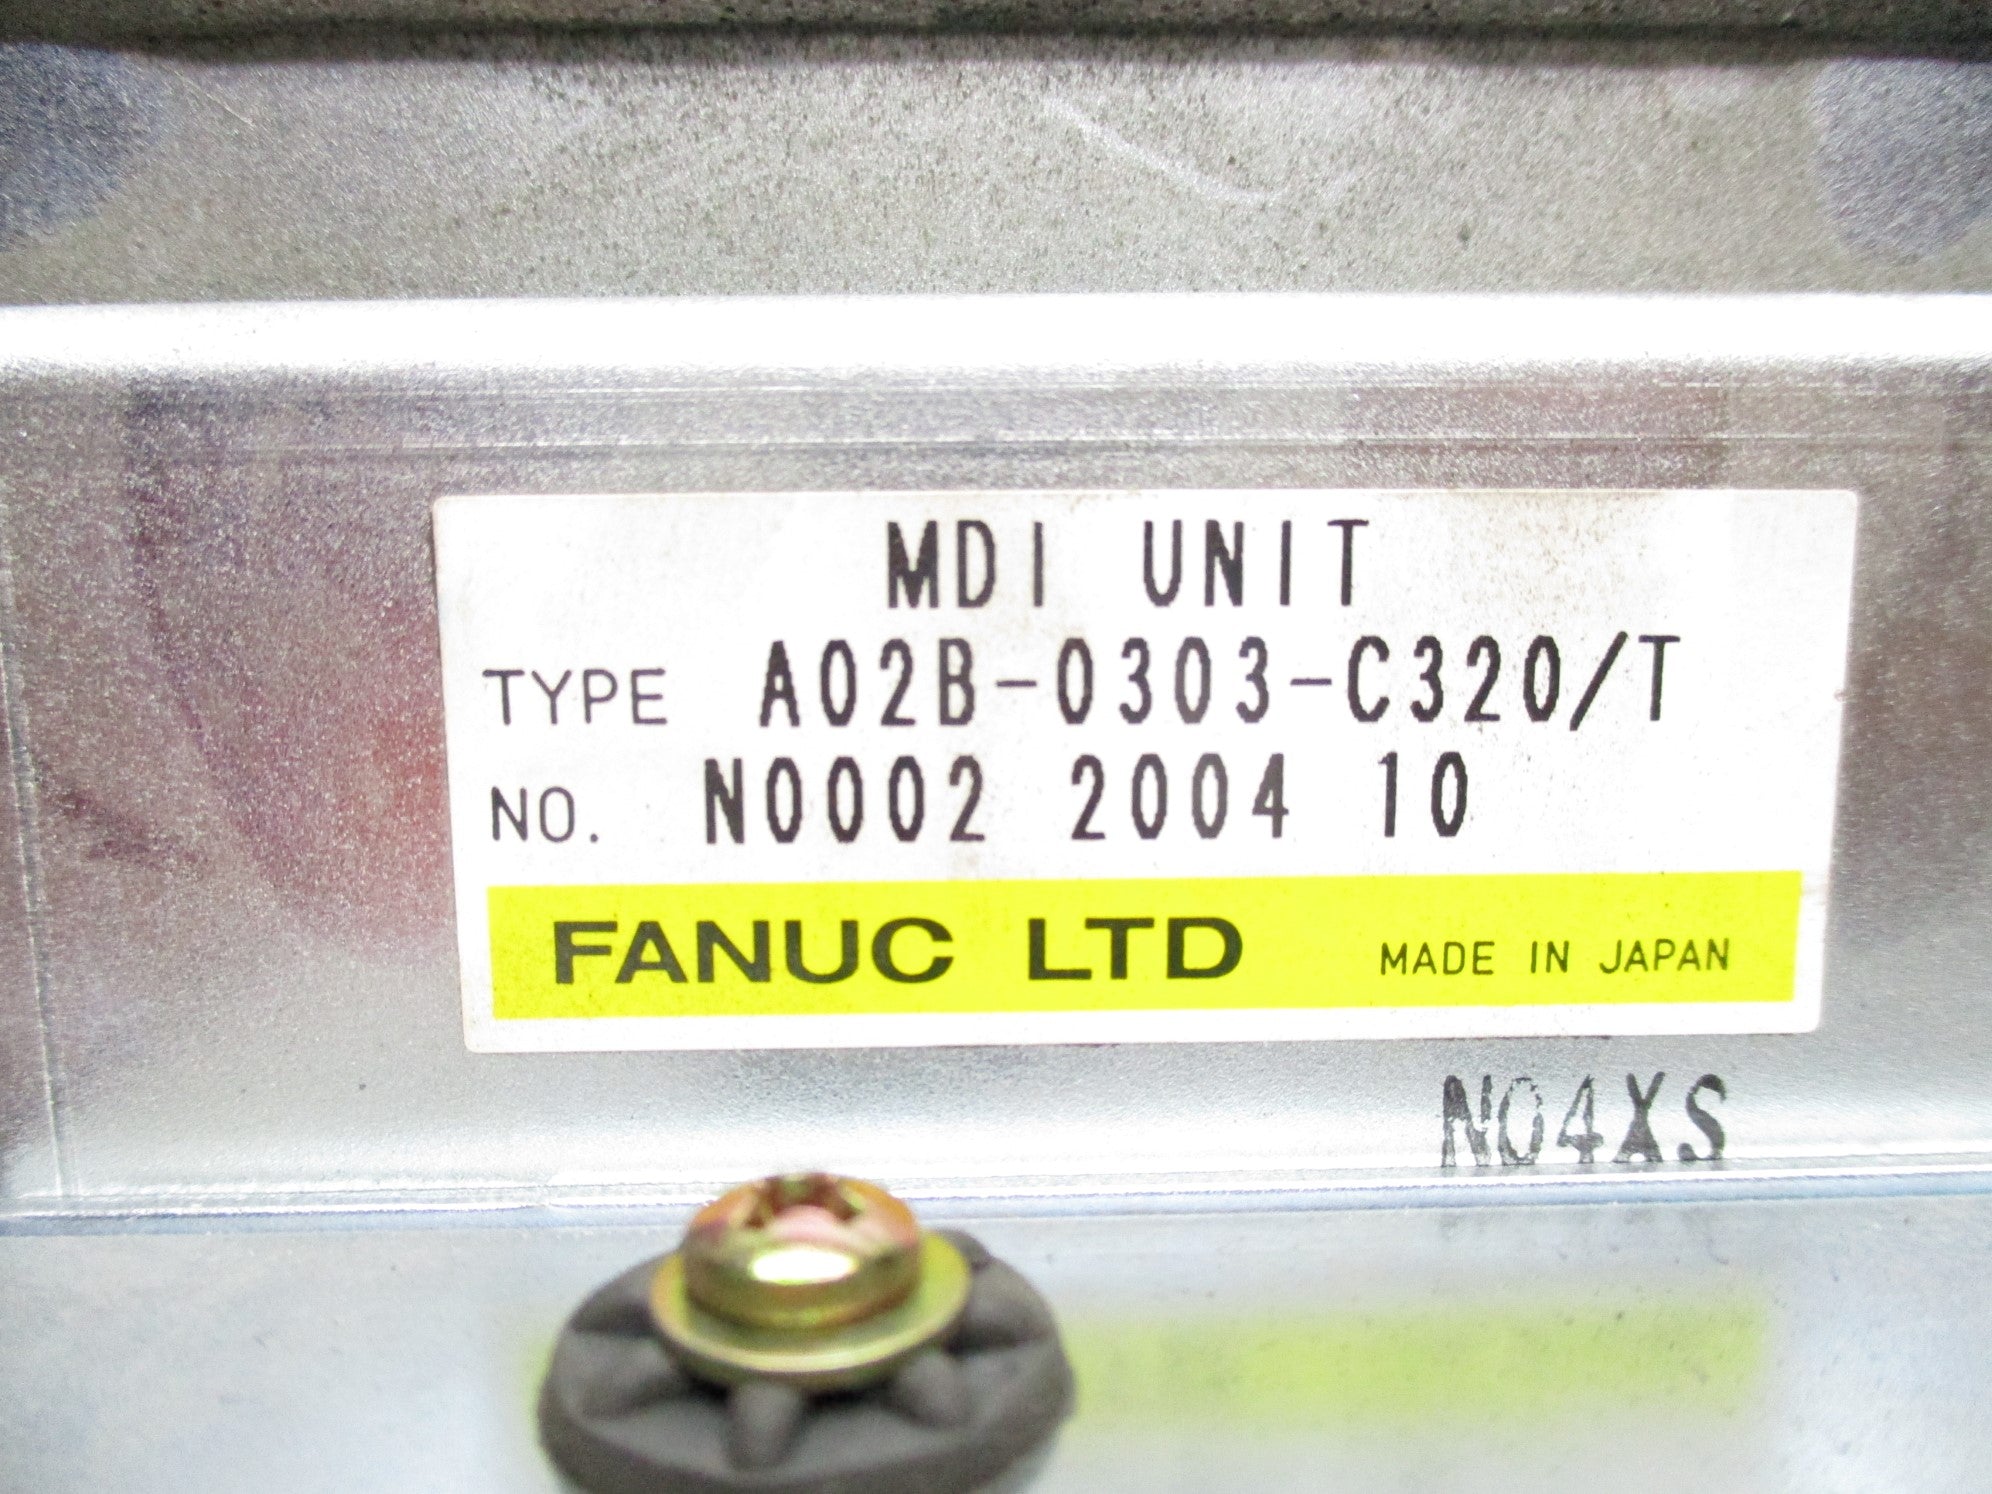 MDI UNIT
TYPE A02B-0303-C320/T
NO. N0002 2004 10
FANUC LTD MADE IN JAPAN
N04XS